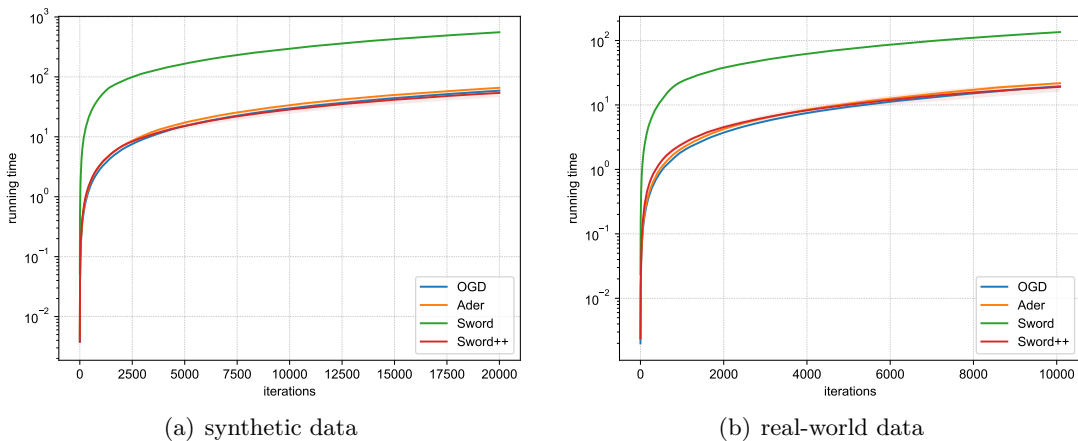 10³
10²
10¹
10⁰
10⁻¹
10⁻²
running time
0 2500 5000 7500 10000 12500 15000 17500 20000
iterations
OGD
Ader
Sword
Sword++
(a) synthetic data
10²
10¹
10⁰
10⁻¹
10⁻²
running time
0 2000 4000 6000 8000 10000
iterations
OGD
Ader
Sword
Sword++
(b) real-world data